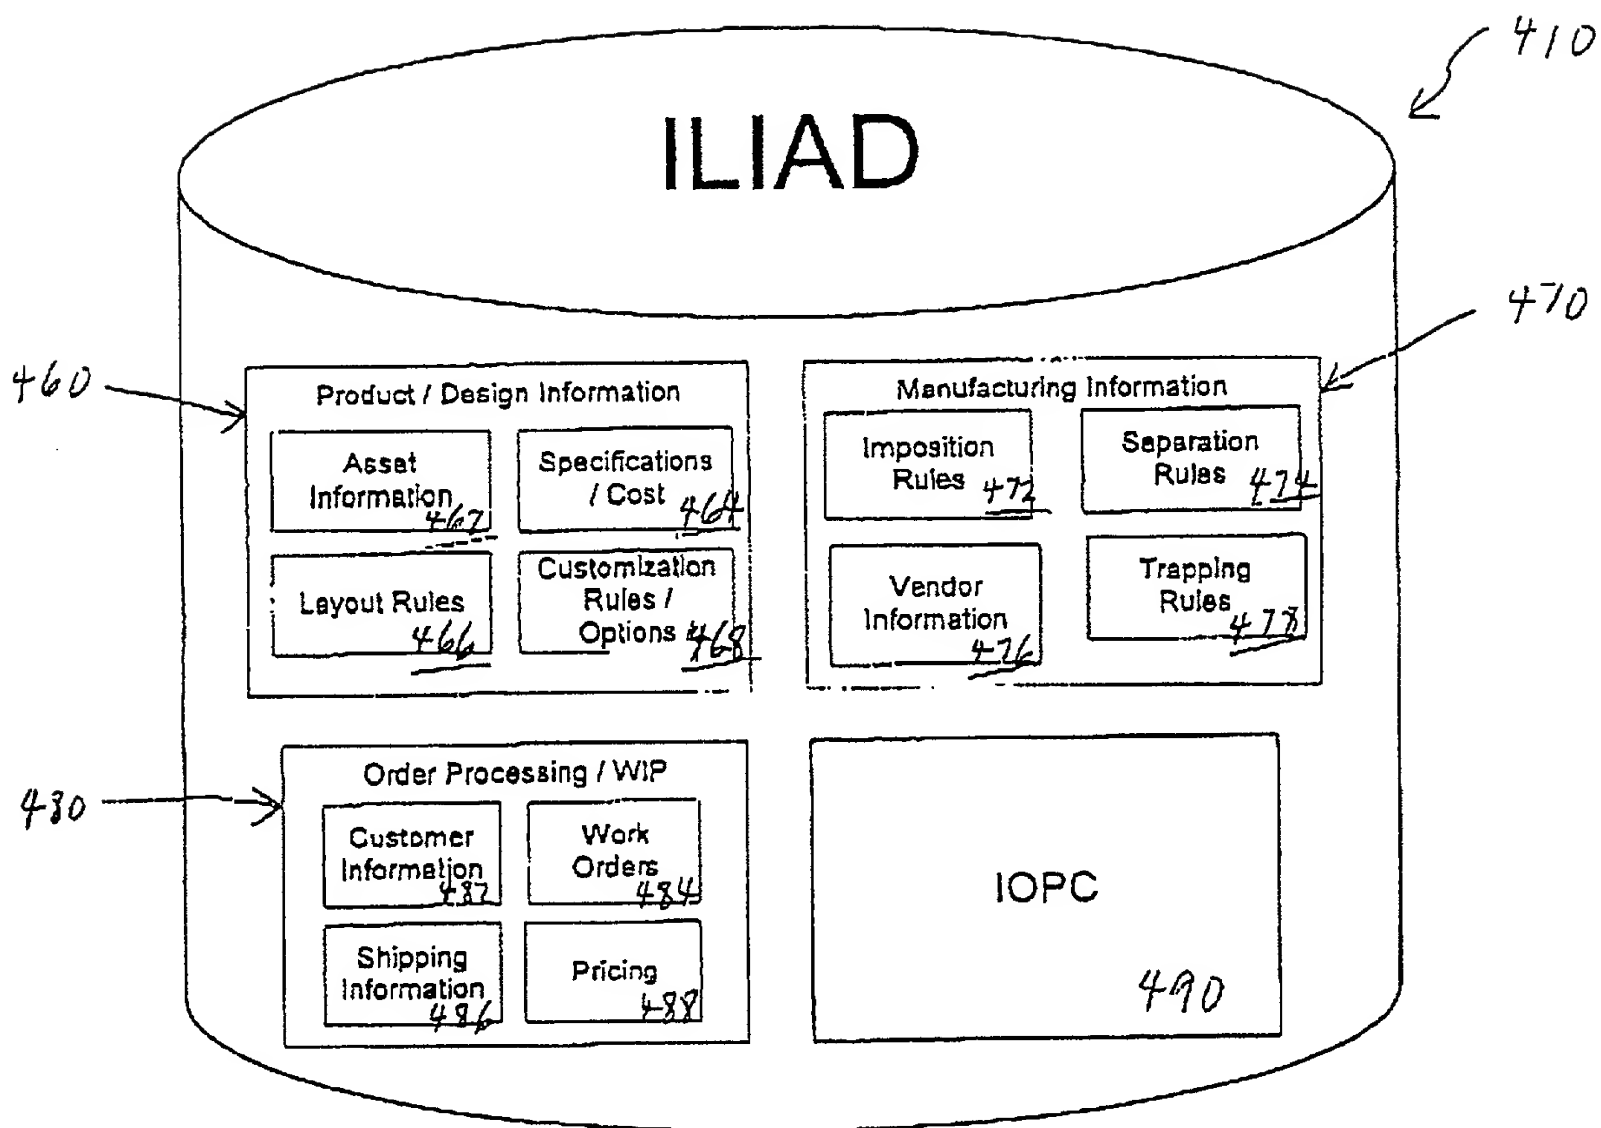 410
ILIAD
470
460
Product / Design Information
Asset
Information
462
Specifications
/ Cost
464
Layout Rules
466
Customization
Rules /
Options
468
Manufacturing Information
Imposition
Rules
472
Separation
Rules
474
Vendor
Information
476
Trapping
Rules
478
480
Order Processing / WIP
Customer
Information
482
Work
Orders
484
Shipping
Information
486
Pricing
488
IOPC
490